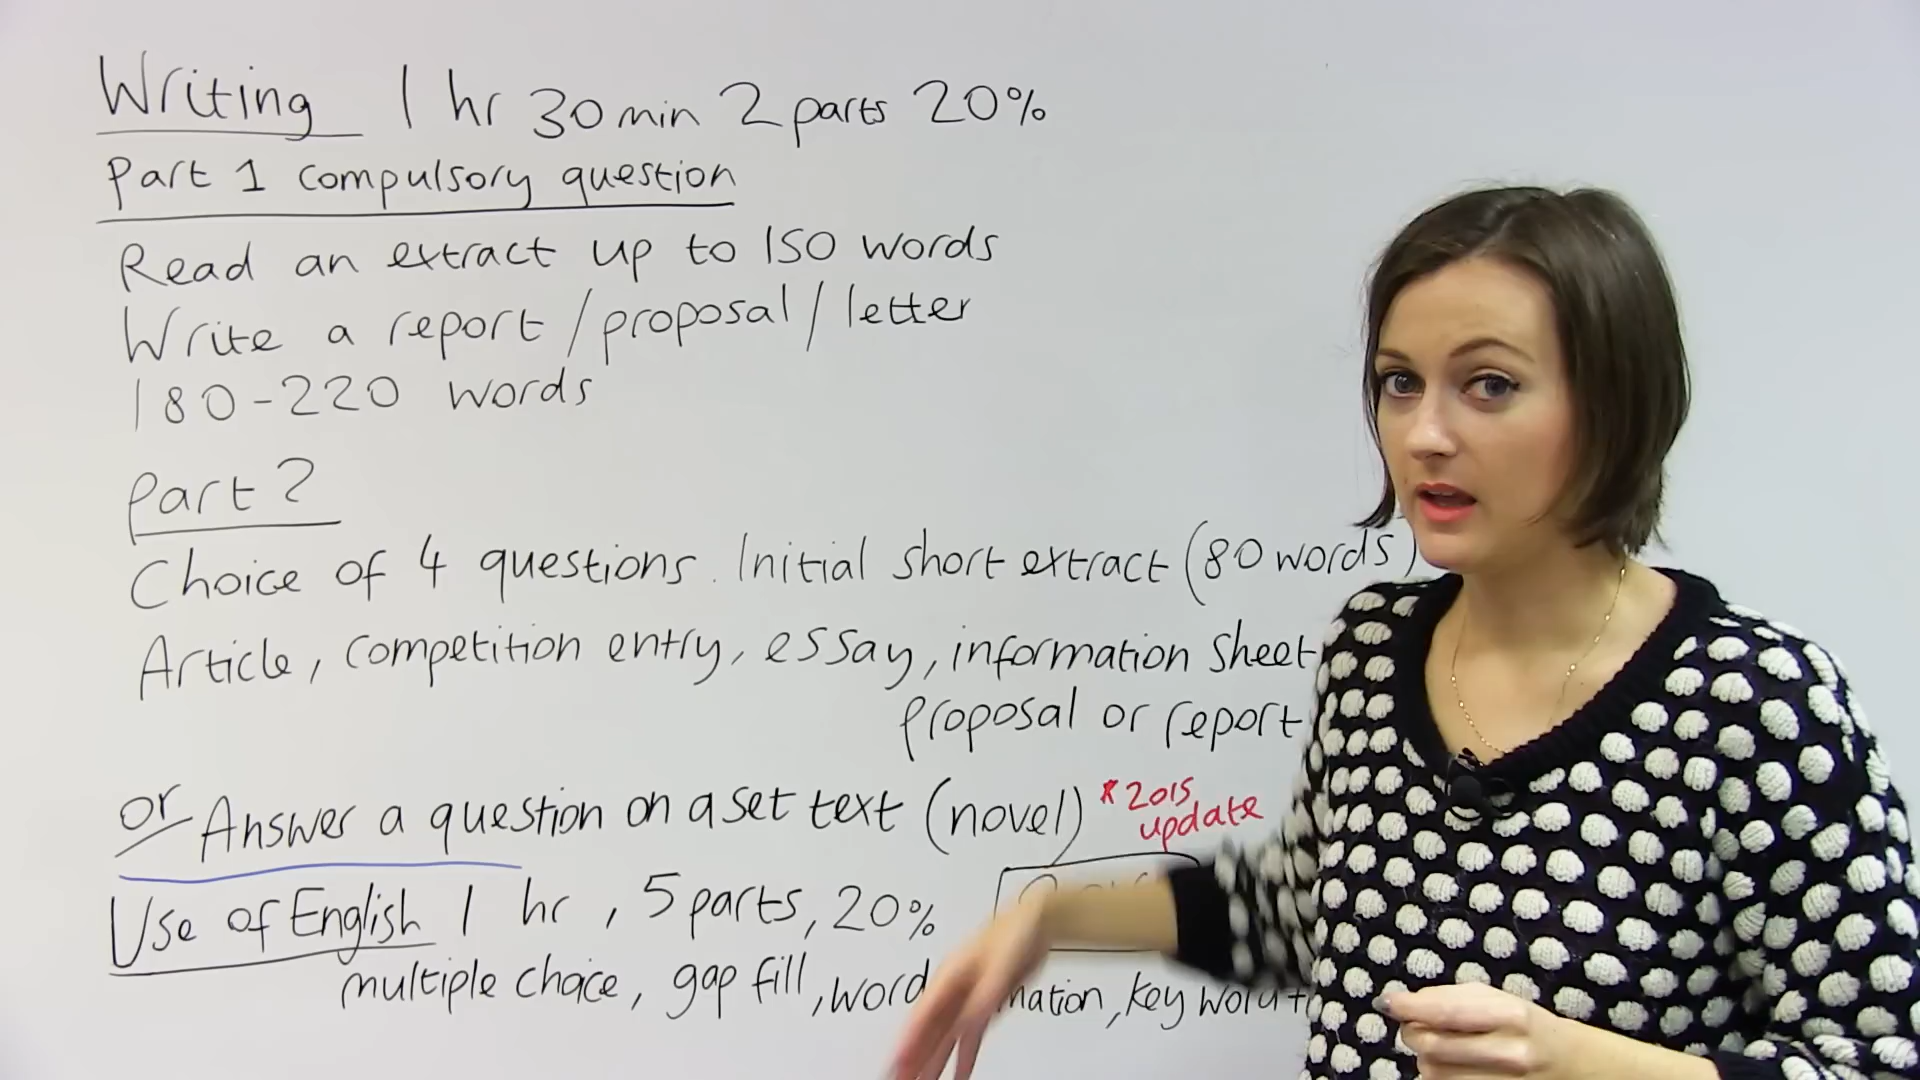 Writing 1 hr 30 min 2 parts 20%
Part 1 compulsory question
Read an extract up to 150 words
Write a report / proposal / letter
180-220 words
Part 2
Choice of 4 questions. Initial short extract (80 words)
Article, competition entry, essay, information sheet
proposal or report
or Answer a question on a set text (novel) * 2015
update
Use of English 1 hr, 5 parts, 20%
multiple choice, gap fill, word key word